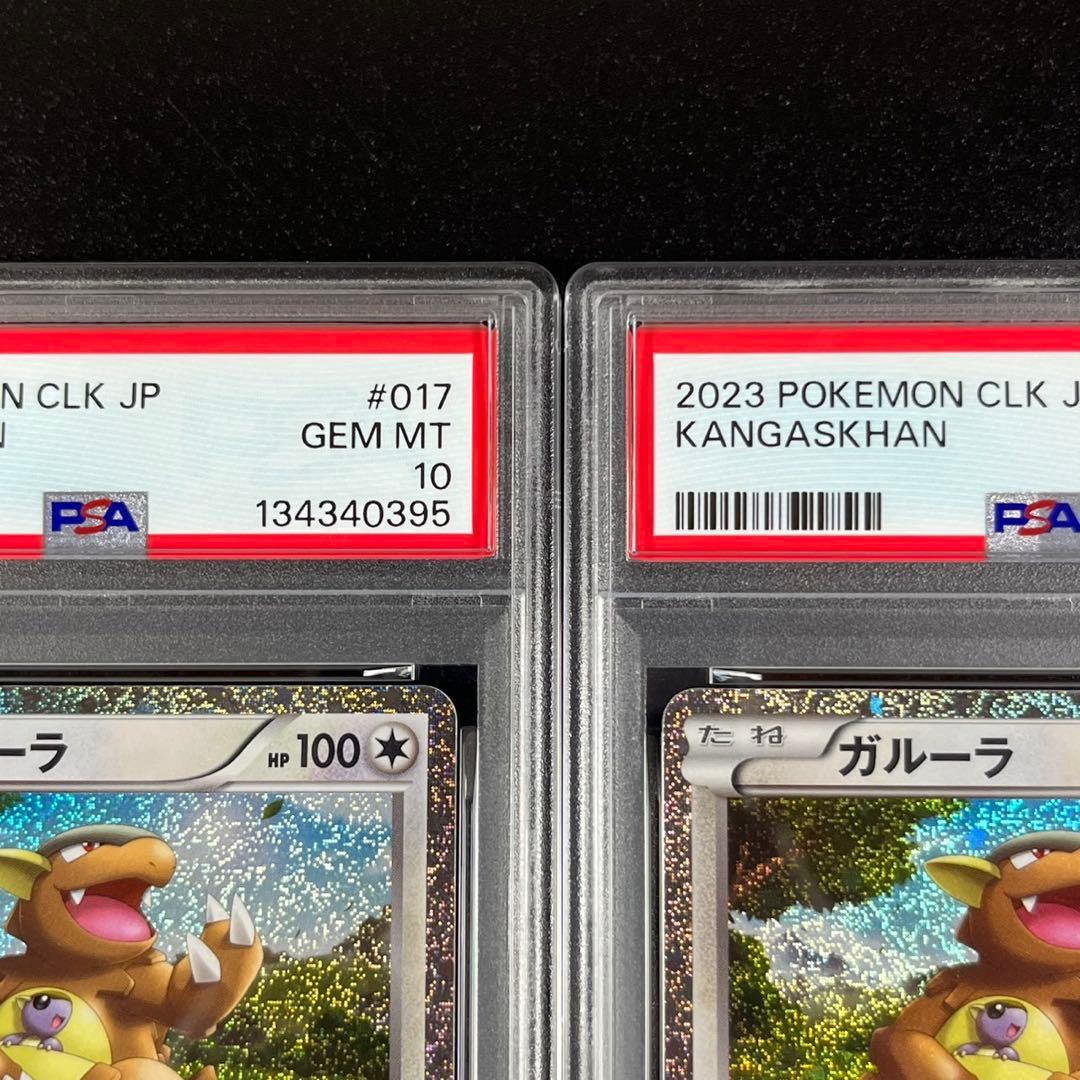 N CLK JP #017
N GEM MT
10
PSA 134340395
2023 POKEMON CLK J
KANGASKHAN
PSA
ーラ HP 100
たね ガルーラ